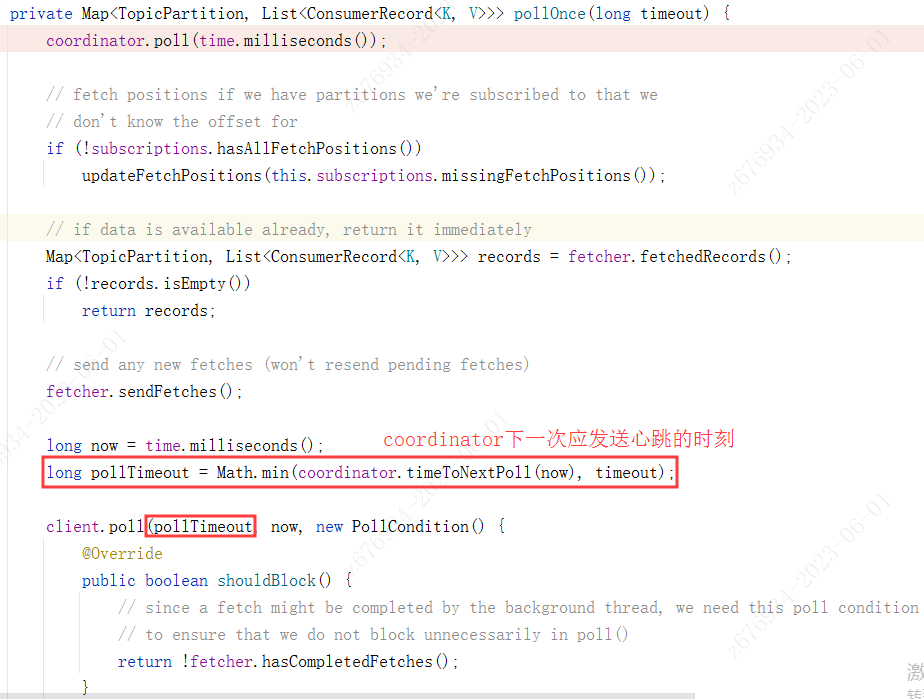 private Map<TopicPartition, List<ConsumerRecord<K, V>>> pollOnce(long timeout) {
coordinator.poll(time.milliseconds());
// fetch positions if we have partitions we're subscribed to that we
// don't know the offset for
if (!subscriptions.hasAllFetchPositions())
updateFetchPositions(this.subscriptions.missingFetchPositions());
// if data is available already, return it immediately
Map<TopicPartition, List<ConsumerRecord<K, V>>> records = fetcher.fetchedRecords();
if (!records.isEmpty())
return records;
// send any new fetches (won't resend pending fetches)
fetcher.sendFetches();
long now = time.milliseconds();
coordinator下一次应发送心跳的时刻
long pollTimeout = Math.min(coordinator.timeToNextPoll(now), timeout);
client.poll(pollTimeout, now, new PollCondition() {
@Override
public boolean shouldBlock() {
// since a fetch might be completed by the background thread, we need this poll condition
// to ensure that we do not block unnecessarily in poll()
return !fetcher.hasCompletedFetches();
}
z676934-2023-06-01
z676934-2023-06-01
激